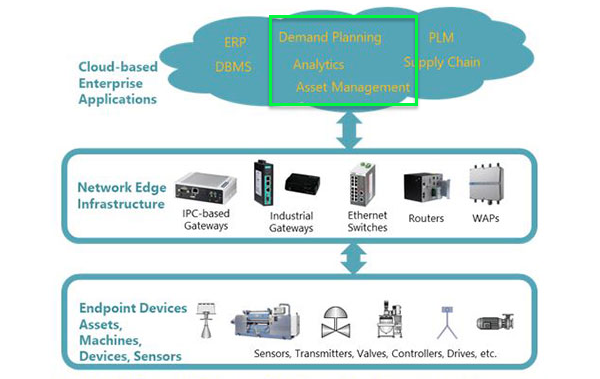 ERP
Demand Planning
PLM
Cloud-based
Enterprise
Applications
DBMS
Analytics
Supply Chain
Asset Management
Network Edge
Infrastructure
IPC-based
Gateways
Industrial
Gateways
Ethernet
Switches
Routers
WAPs
Endpoint Devices
Assets,
Machines,
Devices, Sensors
Sensors, Transmitters, Valves, Controllers, Drives, etc.